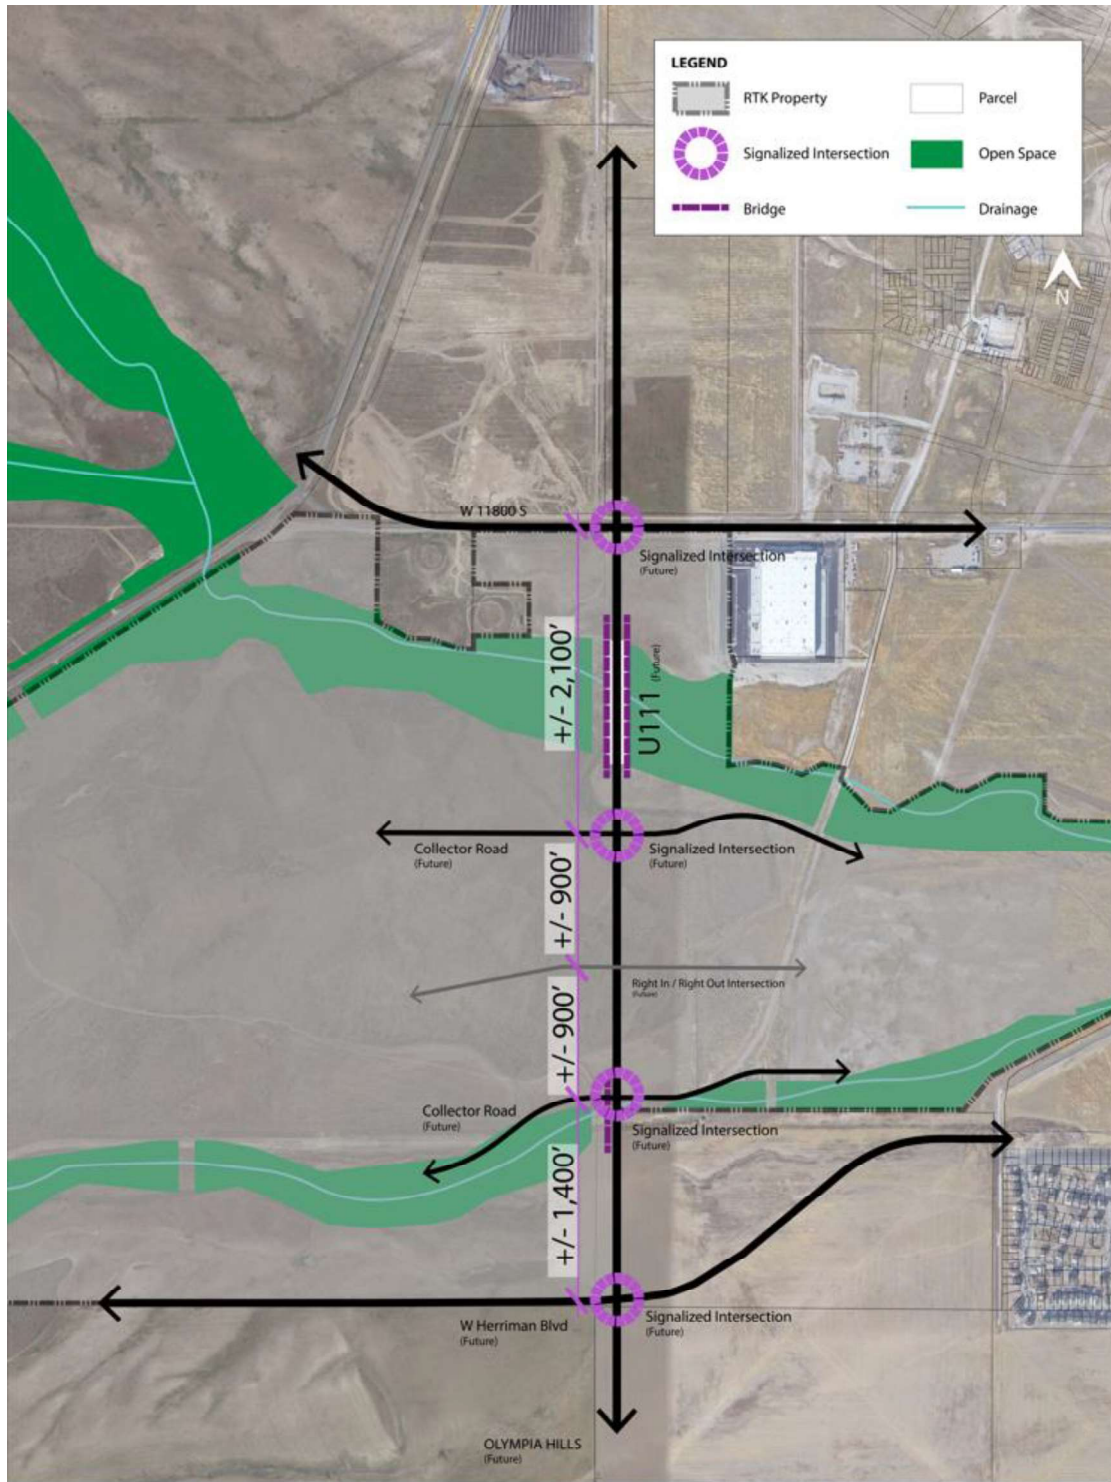 LEGEND
RTK Property
Parcel
Signalized Intersection
Open Space
Bridge
Drainage
N
W 11800 S
Signalized Intersection
(Future)
+/- 2,100’
U111 (Future)
Collector Road
(Future)
Signalized Intersection
(Future)
+/- 900’
Right In / Right Out Intersection
(Future)
+/- 900’
Collector Road
(Future)
Signalized Intersection
(Future)
+/- 1,400’
W Herriman Blvd
(Future)
Signalized Intersection
(Future)
OLYMPIA HILLS
(Future)